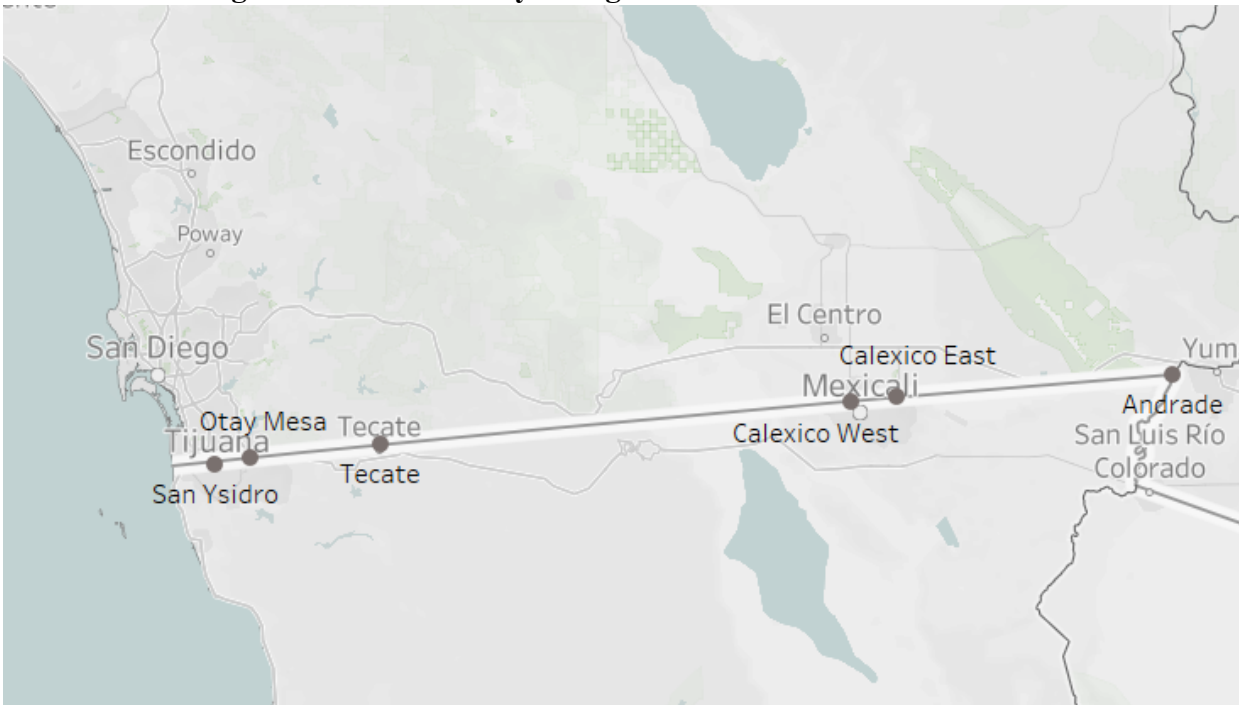 Escondido
Poway
El Centro
San Diego
Yum
Calexico East
Mexicali
Andrade
Otay Mesa
Tecate
Tijuana
Calexico West
San Luis Río
Colorado
Tecate
San Ysidro